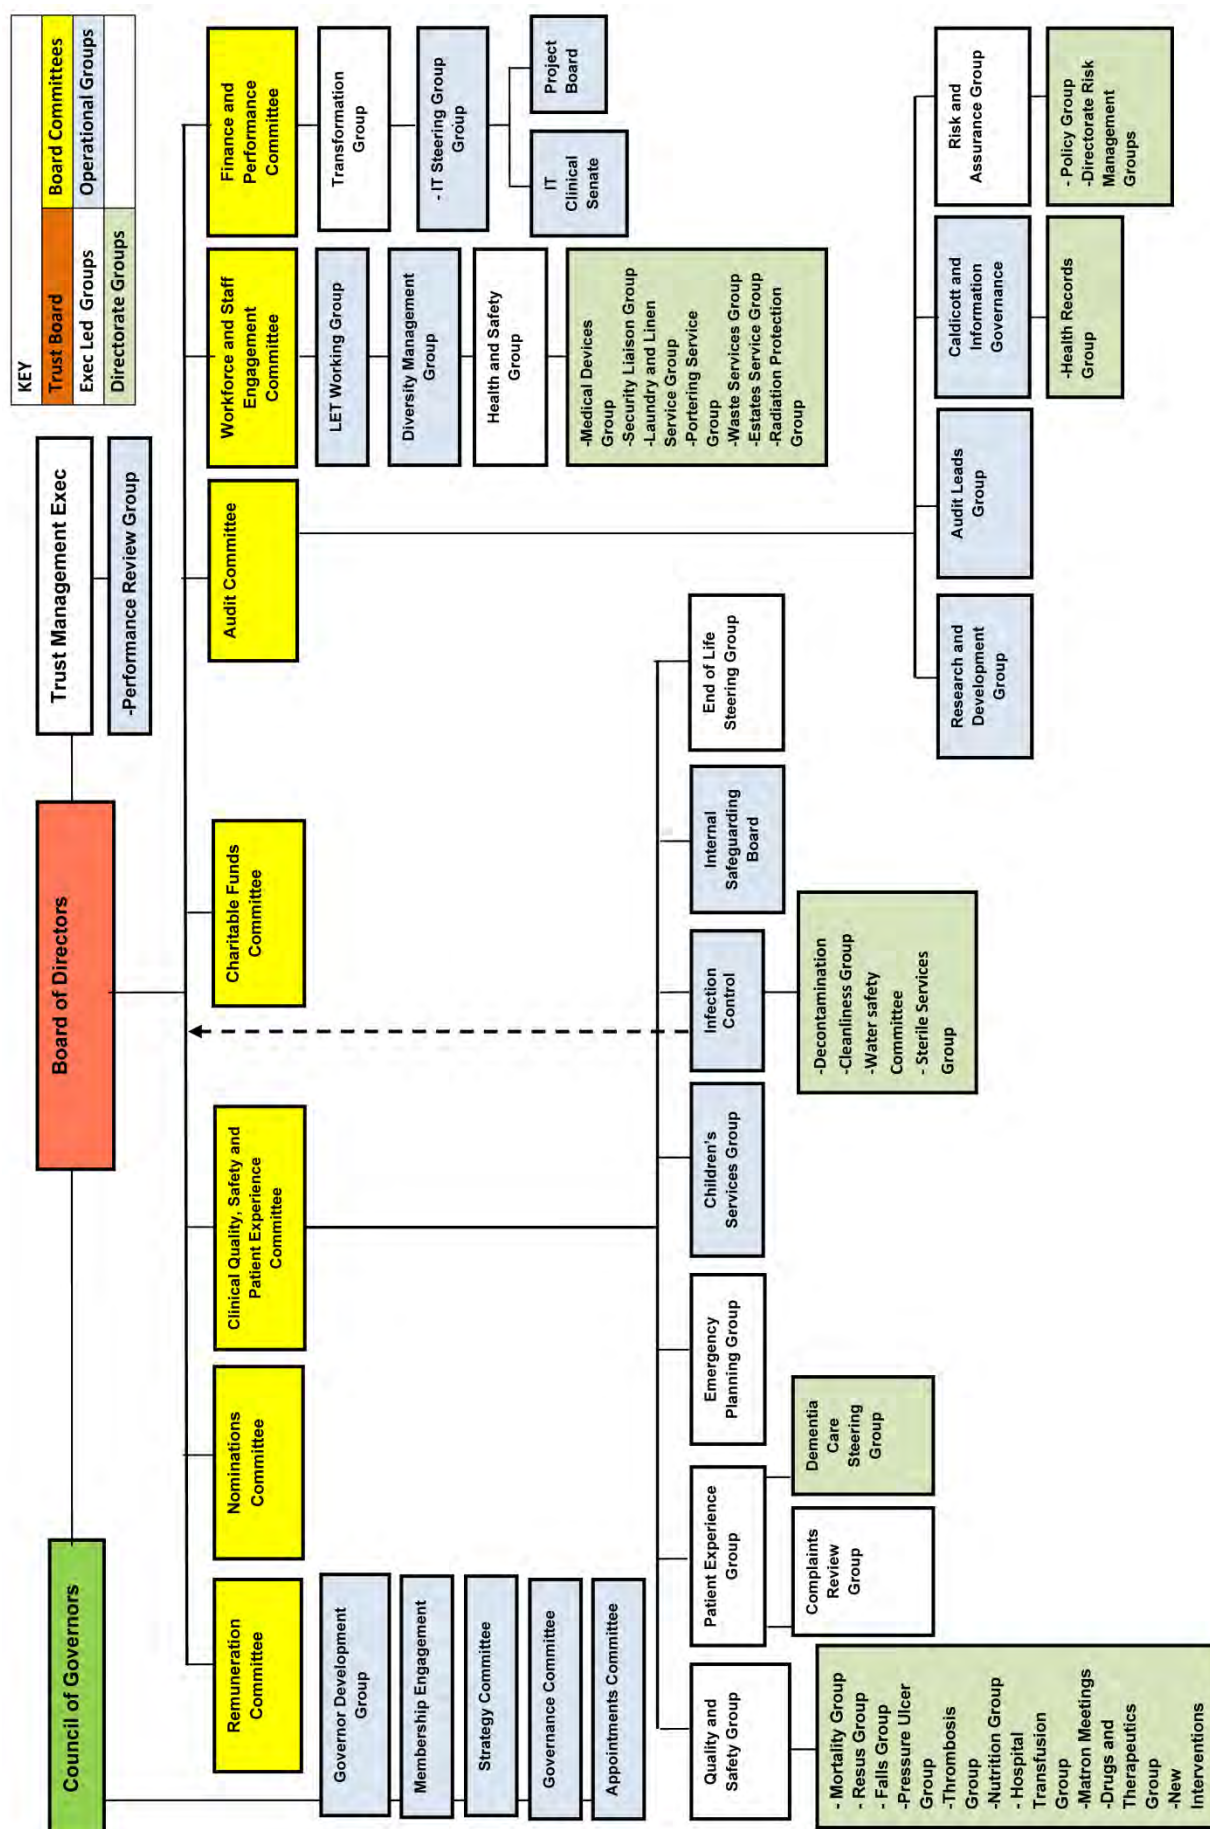 KEY
Trust Board
Board Committees
Exec Led Groups
Operational Groups
Directorate Groups
Council of Governors
Board of Directors
Trust Management Exec
-Performance Review Group
Remuneration
Committee
Nominations
Committee
Clinical Quality, Safety and
Patient Experience
Committee
Charitable Funds
Committee
Audit Committee
Workforce and Staff
Engagement
Committee
Finance and
Performance
Committee
Governor Development
Group
Membership Engagement
Strategy Committee
Governance Committee
Appointments Committee
LET Working Group
Diversity Management
Group
Health and Safety
Group
-Medical Devices
Group
-Security Liaison Group
-Laundry and Linen
Service Group
-Portering Service
Group
-Waste Services Group
-Estates Service Group
-Radiation Protection
Group
Transformation
Group
- IT Steering Group
Group
IT
Clinical
Senate
Project
Board
Quality and
Safety Group
Patient Experience
Group
Emergency
Planning Group
Children's
Services Group
Infection
Control
Internal
Safeguarding
Board
End of Life
Steering Group
- Mortality Group
- Resus Group
- Falls Group
-Pressure Ulcer
Group
-Thrombosis
Group
-Nutrition Group
- Hospital
Transfusion
Group
-Matron Meetings
-Drugs and
Therapeutics
Group
-New
Interventions
Complaints
Review
Group
Dementia
Care
Steering
Group
-Decontamination
-Cleanliness Group
-Water safety
Committee
- Sterile Services
Group
Research and
Development
Group
Audit Leads
Group
Caldicott and
Information
Governance
Risk and
Assurance Group
-Health Records
Group
- Policy Group
-Directorate Risk
Management
Groups